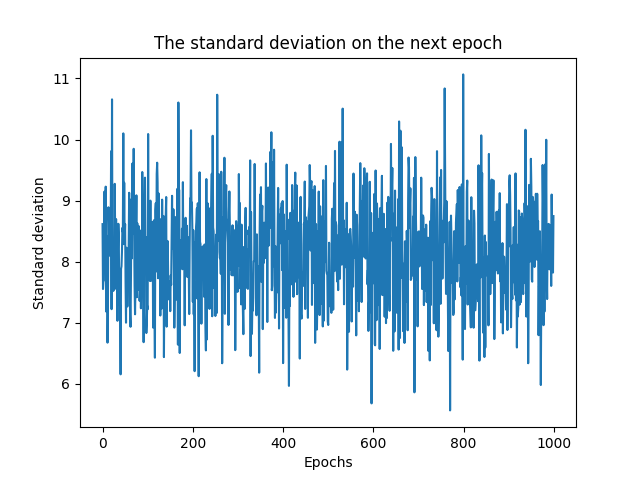 The standard deviation on the next epoch
11
10
9
8
7
6
Standard deviation
0 200 400 600 800 1000
Epochs